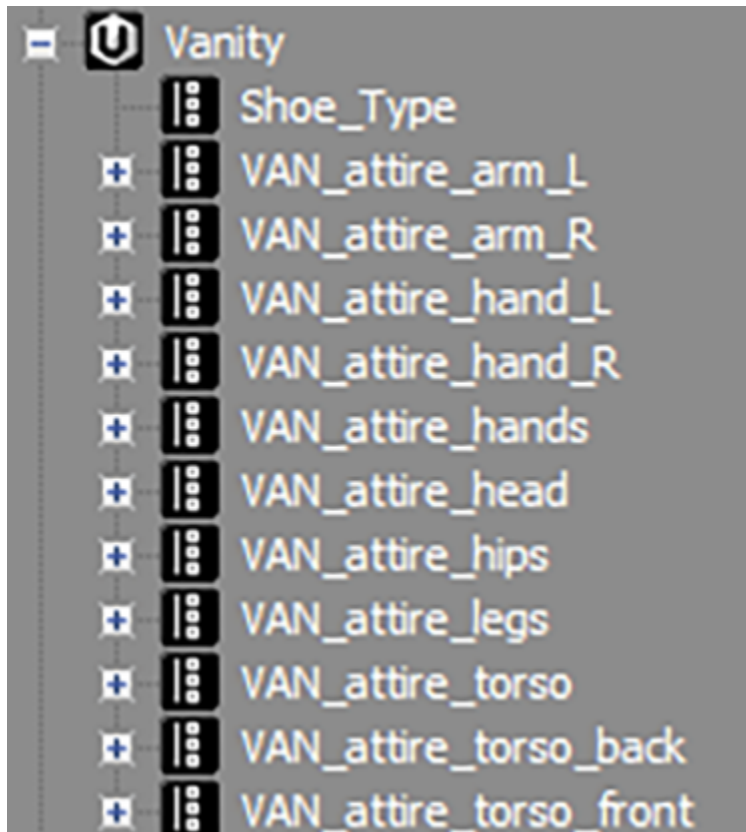 Vanity
Shoe_Type
VAN_attire_arm_L
VAN_attire_arm_R
VAN_attire_hand_L
VAN_attire_hand_R
VAN_attire_hands
VAN_attire_head
VAN_attire_hips
VAN_attire_legs
VAN_attire_torso
VAN_attire_torso_back
VAN_attire_torso_front